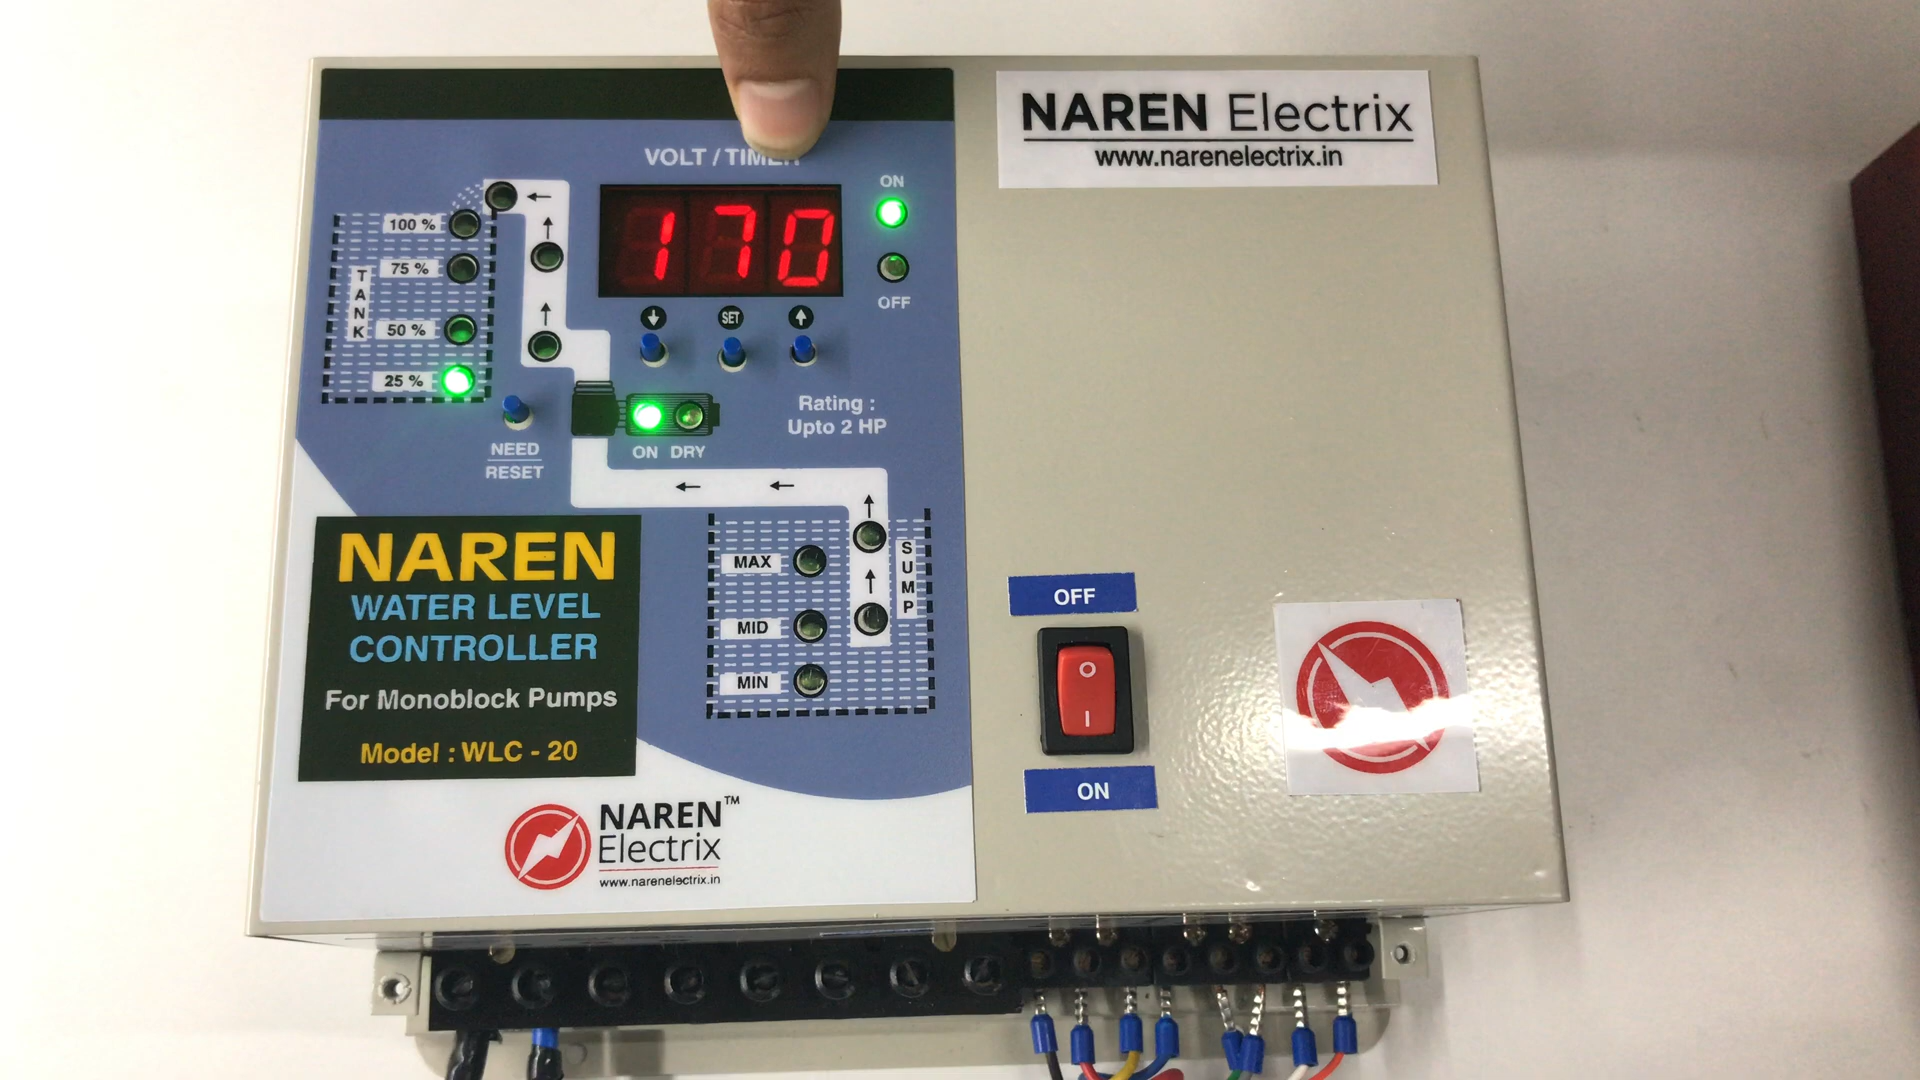 NAREN Electrix
www.narenelectrix.in
VOLT / TIMER
170
ON
OFF
100 %
75 %
50 %
25 %
TANK
SET
NEED
RESET
ON DRY
Rating :
Upto 2 HP
MAX
MID
MIN
SUMP
NAREN
WATER LEVEL
CONTROLLER
For Monoblock Pumps
Model : WLC - 20
NAREN™
Electrix
www.narenelectrix.in
OFF
O
I
ON